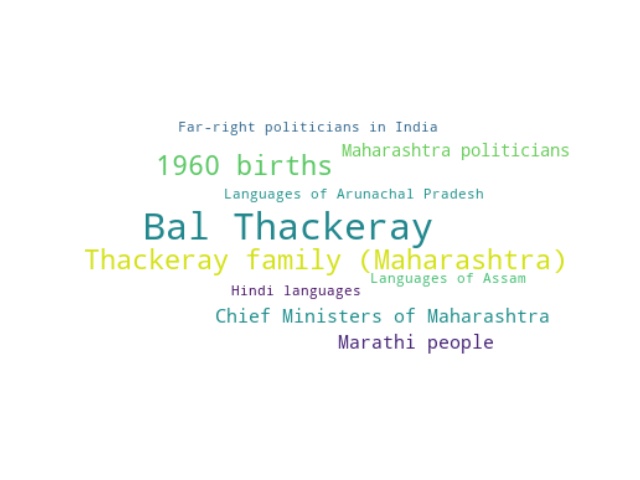 Far-right politicians in India
Maharashtra politicians
1960 births
Languages of Arunachal Pradesh
Bal Thackeray
Thackeray family (Maharashtra)
Languages of Assam
Hindi languages
Chief Ministers of Maharashtra
Marathi people